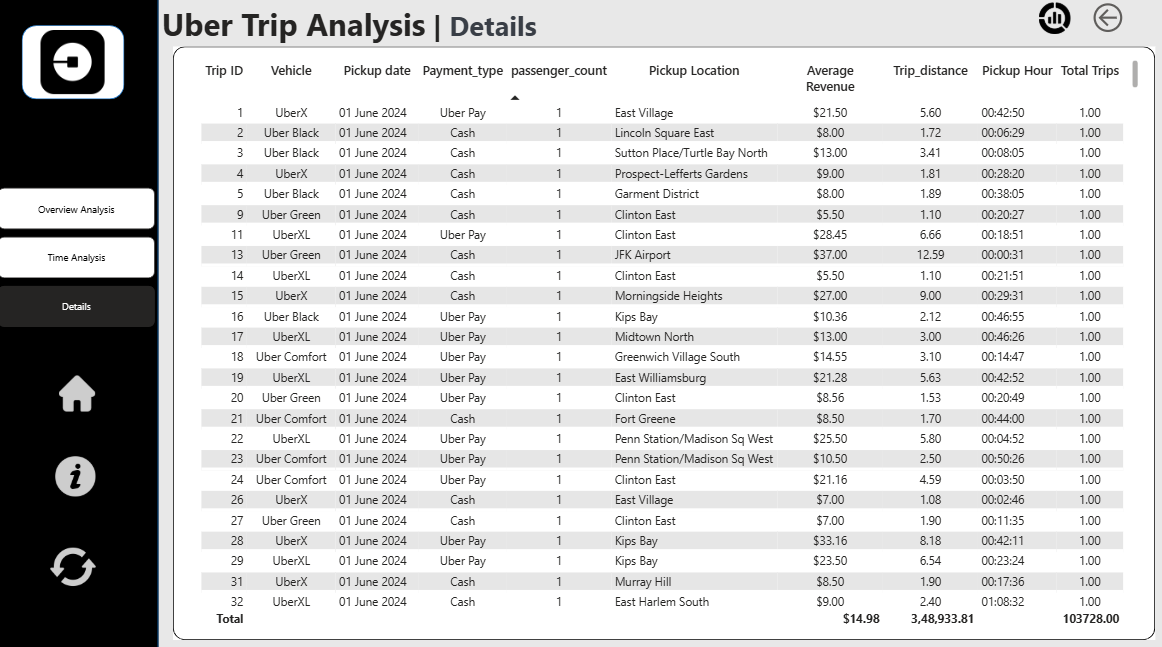 Uber Trip Analysis | Details
Overview Analysis
Time Analysis
Details
Trip ID Vehicle Pickup date Payment_type passenger_count Pickup Location Average Revenue Trip_distance Pickup Hour Total Trips
1 UberX 01 June 2024 Uber Pay 1 East Village $21.50 5.60 00:42:50 1.00
2 Uber Black 01 June 2024 Cash 1 Lincoln Square East $8.00 1.72 00:06:29 1.00
3 Uber Black 01 June 2024 Cash 1 Sutton Place/Turtle Bay North $13.00 3.41 00:08:05 1.00
4 UberX 01 June 2024 Cash 1 Prospect-Lefferts Gardens $9.00 1.81 00:28:20 1.00
5 Uber Black 01 June 2024 Cash 1 Garment District $8.00 1.89 00:38:05 1.00
9 Uber Green 01 June 2024 Cash 1 Clinton East $5.50 1.10 00:20:27 1.00
11 UberXL 01 June 2024 Uber Pay 1 Clinton East $28.45 6.66 00:18:51 1.00
13 Uber Green 01 June 2024 Cash 1 JFK Airport $37.00 12.59 00:00:31 1.00
14 UberXL 01 June 2024 Cash 1 Clinton East $5.50 1.10 00:21:51 1.00
15 UberX 01 June 2024 Cash 1 Morningside Heights $27.00 9.00 00:29:31 1.00
16 Uber Black 01 June 2024 Uber Pay 1 Kips Bay $10.36 2.12 00:46:55 1.00
17 UberXL 01 June 2024 Uber Pay 1 Midtown North $13.00 3.00 00:46:26 1.00
18 Uber Comfort 01 June 2024 Uber Pay 1 Greenwich Village South $14.55 3.10 00:14:47 1.00
19 UberXL 01 June 2024 Uber Pay 1 East Williamsburg $21.28 5.63 00:42:52 1.00
20 Uber Green 01 June 2024 Uber Pay 1 Clinton East $8.56 1.53 00:20:49 1.00
21 Uber Comfort 01 June 2024 Cash 1 Fort Greene $8.50 1.70 00:44:00 1.00
22 UberXL 01 June 2024 Uber Pay 1 Penn Station/Madison Sq West $25.50 5.80 00:04:52 1.00
23 Uber Comfort 01 June 2024 Uber Pay 1 Penn Station/Madison Sq West $10.50 2.50 00:50:26 1.00
24 Uber Comfort 01 June 2024 Uber Pay 1 Clinton East $21.16 4.59 00:03:50 1.00
26 UberX 01 June 2024 Cash 1 East Village $7.00 1.08 00:02:46 1.00
27 Uber Green 01 June 2024 Cash 1 Clinton East $7.00 1.90 00:11:35 1.00
28 UberX 01 June 2024 Uber Pay 1 Kips Bay $33.16 8.18 00:42:11 1.00
29 UberXL 01 June 2024 Uber Pay 1 Kips Bay $23.50 6.54 00:23:24 1.00
31 UberX 01 June 2024 Cash 1 Murray Hill $8.50 1.90 00:17:36 1.00
32 UberXL 01 June 2024 Cash 1 East Harlem South $9.00 2.40 01:08:32 1.00
Total $14.98 3,48,933.81 103728.00